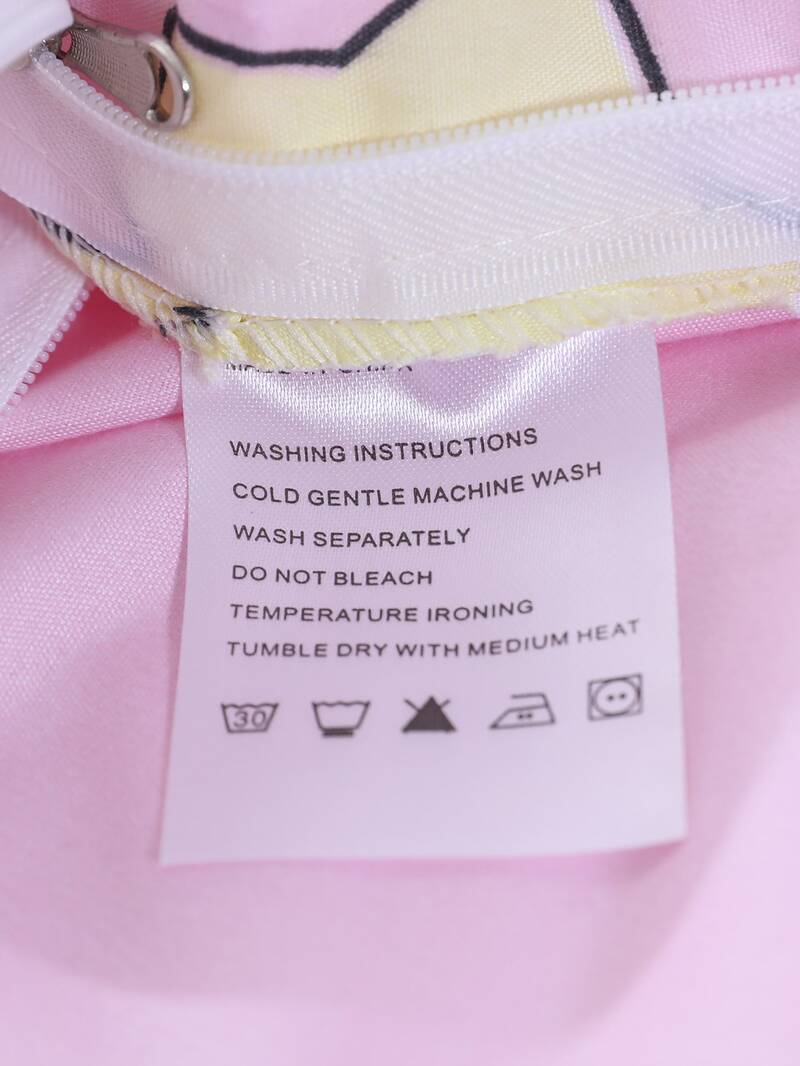 WASHING INSTRUCTIONS
COLD GENTLE MACHINE WASH
WASH SEPARATELY
DO NOT BLEACH
TEMPERATURE IRONING
TUMBLE DRY WITH MEDIUM HEAT
30